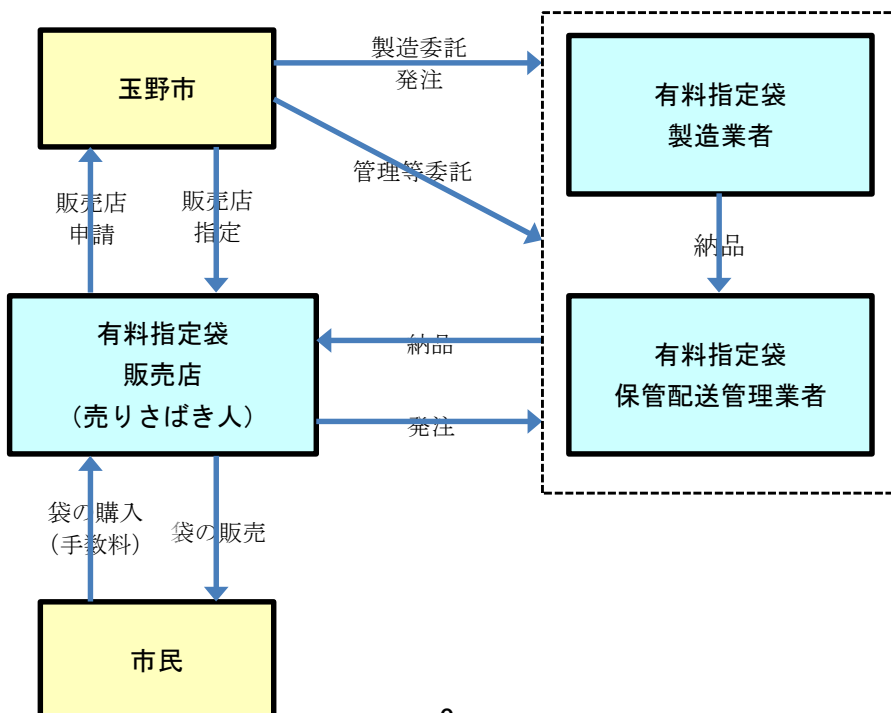 玉野市
製造委託
発注
有料指定袋
製造業者
管理等委託
販売店
申請
販売店
指定
納品
有料指定袋
販売店
（売りさばき人）
納品
発注
有料指定袋
保管配送管理業者
袋の購入
（手数料）
袋の販売
市民